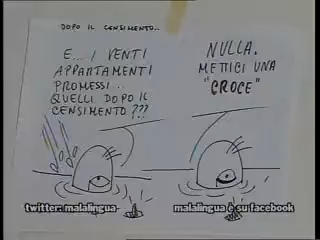 DOPO IL CENSIMENTO..
E... I VENTI
APPARTAMENTI
PROMESSI...
QUELLI DOPO IL
CENSIMENTO???
NULLA.
METTICI UNA
"CROCE"
twitter: malalingua
malalingua è su facebook